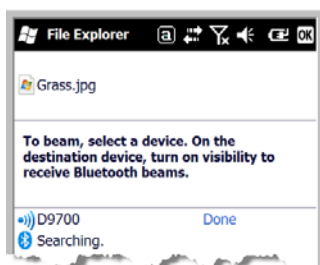 File Explorer a OK
Grass.jpg
To beam, select a device. On the
destination device, turn on visibility to
receive Bluetooth beams.
D9700 Done
Searching.